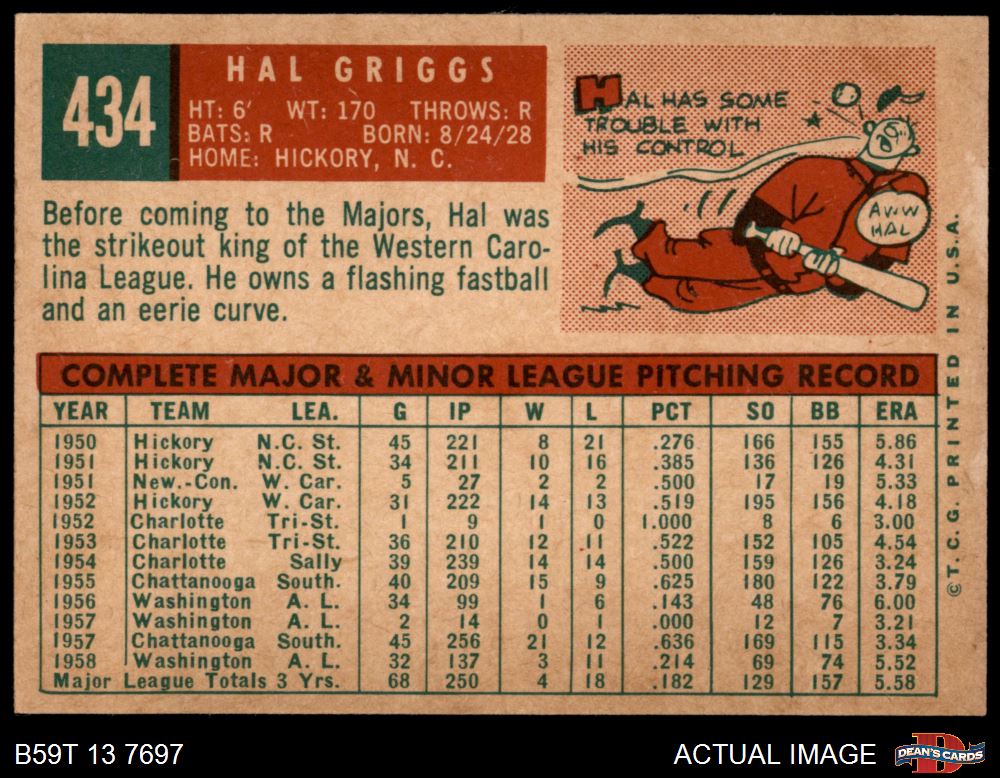 434
HAL GRIGGS
HT: 6' WT: 170 THROWS: R
BATS: R BORN: 8/24/28
HOME: HICKORY, N. C.
HAL HAS SOME
TROUBLE WITH
HIS CONTROL
AWW
HAL
Before coming to the Majors, Hal was
the strikeout king of the Western Caro-
lina League. He owns a flashing fastball
and an eerie curve.
COMPLETE MAJOR & MINOR LEAGUE PITCHING RECORD
YEAR TEAM LEA. G IP W L PCT SO BB ERA
1950 Hickory N.C. St. 45 221 8 21 .276 166 155 5.86
1951 Hickory N.C. St. 34 211 10 16 .385 136 126 4.31
1951 New.-Con. W. Car. 5 27 2 2 .500 17 19 5.33
1952 Hickory W. Car. 31 222 14 13 .519 195 156 4.18
1952 Charlotte Tri-St. 1 9 1 0 1.000 8 6 3.00
1953 Charlotte Tri-St. 36 210 12 11 .522 152 105 4.54
1954 Charlotte Sally 39 239 14 14 .500 159 126 3.24
1955 Chattanooga South. 40 209 15 9 .625 180 122 3.79
1956 Washington A. L. 34 99 1 6 .143 48 76 6.00
1957 Washington A. L. 2 14 0 1 .000 12 7 3.21
1957 Chattanooga South. 45 256 21 12 .636 169 115 3.34
1958 Washington A. L. 32 137 3 11 .214 69 74 5.52
Major League Totals 3 Yrs. 68 250 4 18 .182 129 157 5.58
© T. C. G. PRINTED IN U.S.A.
B59T 13 7697
ACTUAL IMAGE
DEAN'S CARDS